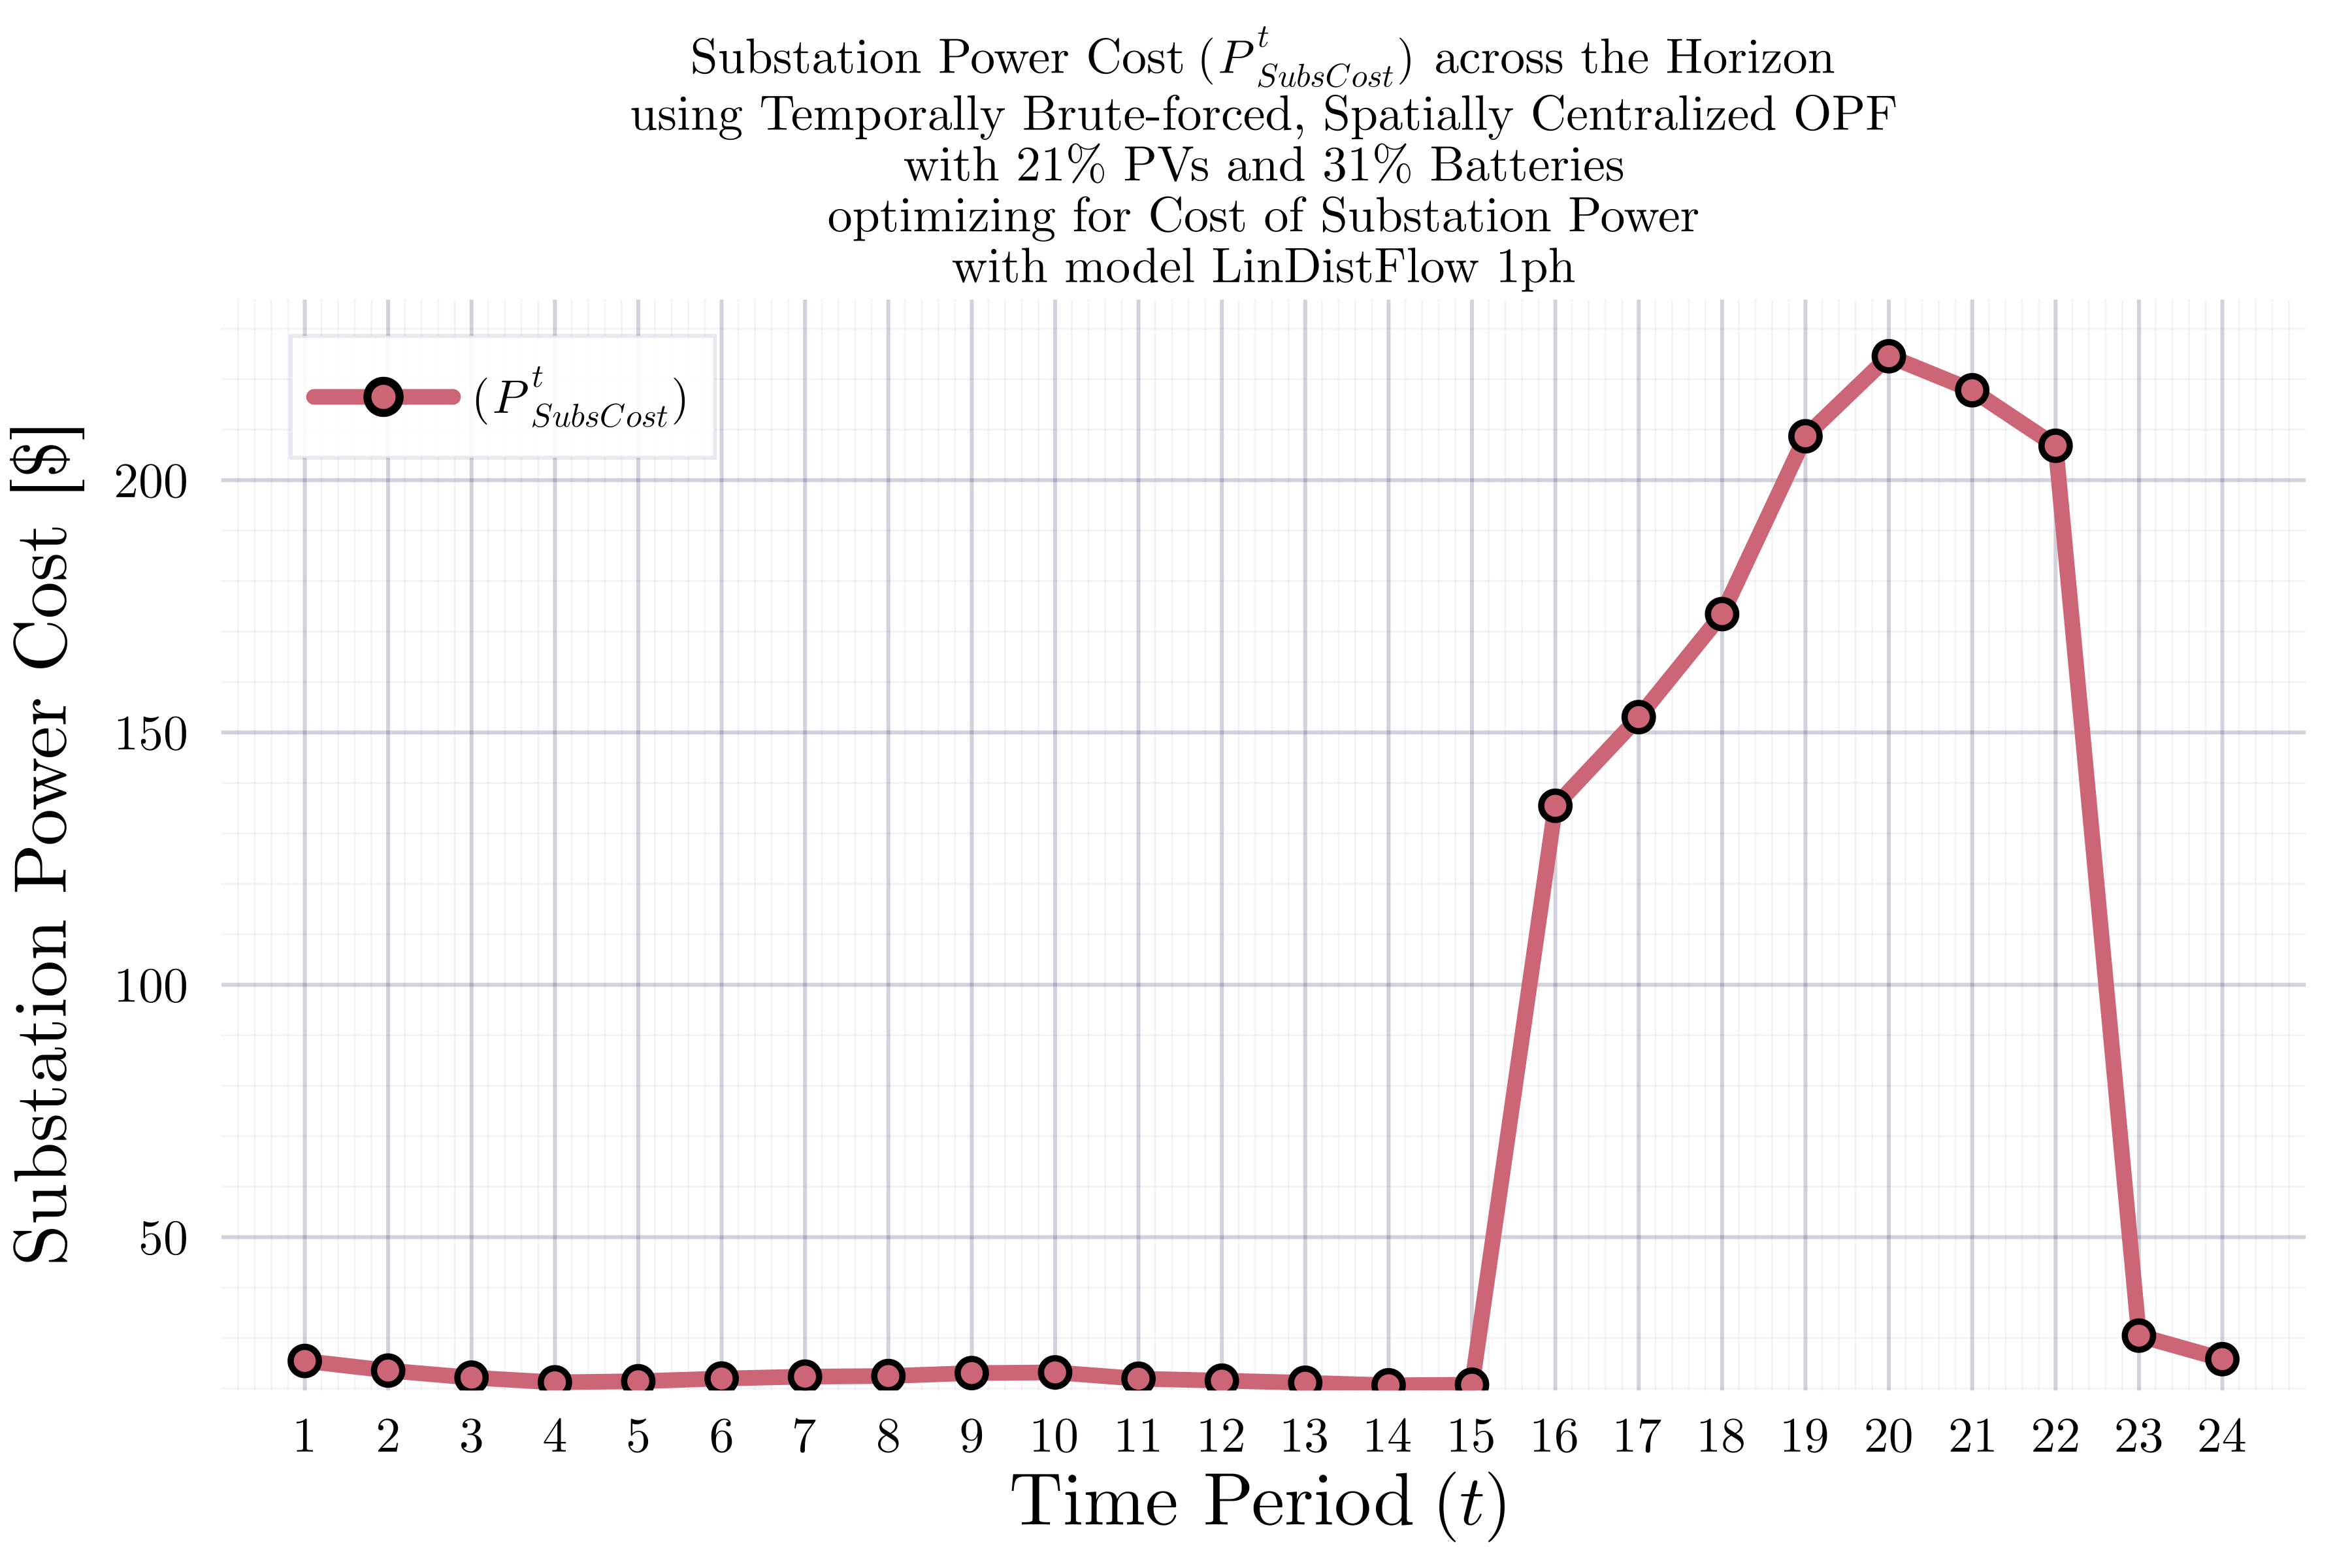 Substation Power Cost (P^t_SubsCost) across the Horizon
using Temporally Brute-forced, Spatially Centralized OPF
with 21% PVs and 31% Batteries
optimizing for Cost of Substation Power
with model LinDistFlow 1ph
(P^t_SubsCost)
Substation Power Cost [$]
200
150
100
50
1 2 3 4 5 6 7 8 9 10 11 12 13 14 15 16 17 18 19 20 21 22 23 24
Time Period (t)